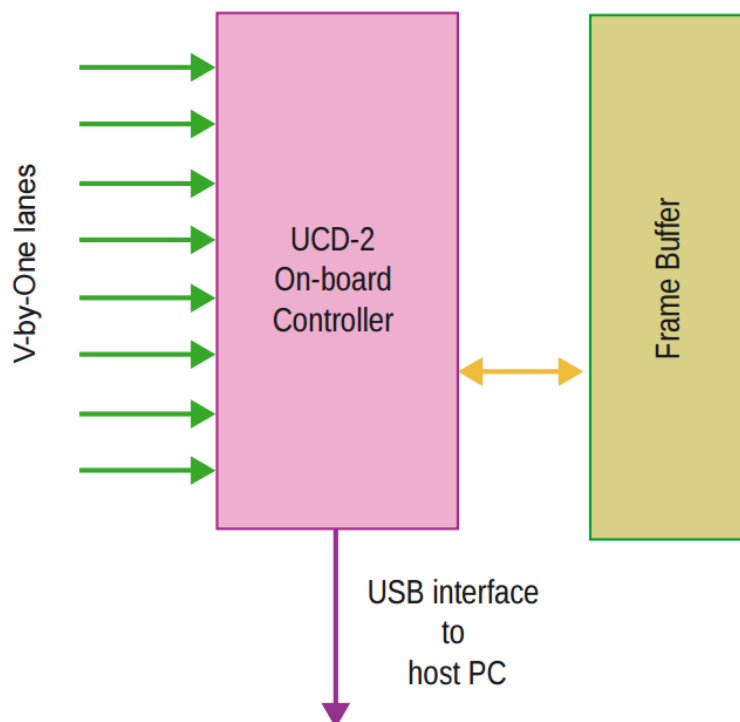 V-by-One lanes
UCD-2
On-board
Controller
Frame Buffer
USB interface
to
host PC